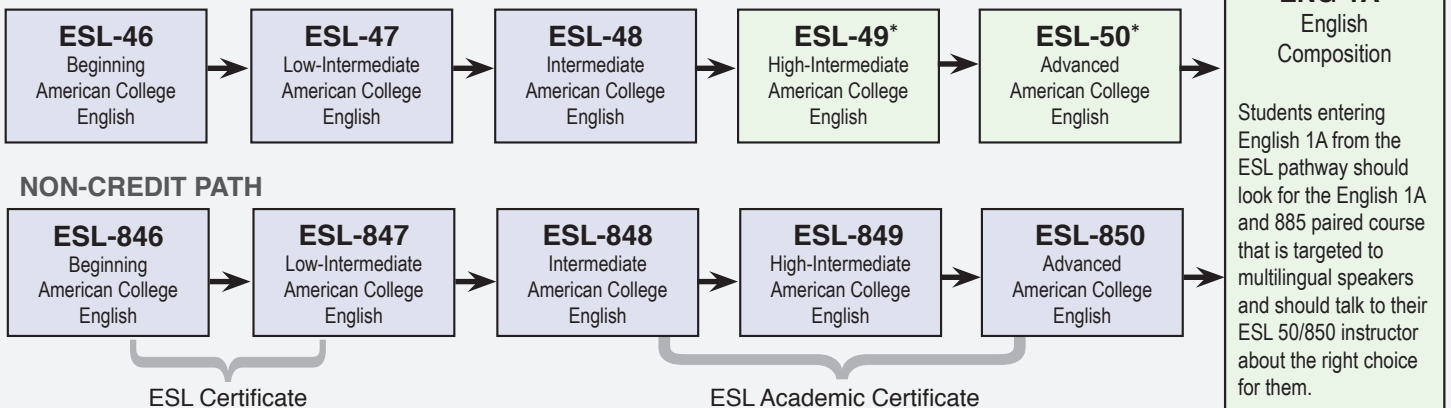 ENG-1A
English
Composition
ESL-46
Beginning
American College
English
ESL-47
Low-Intermediate
American College
English
ESL-48
Intermediate
American College
English
ESL-49*
High-Intermediate
American College
English
ESL-50*
Advanced
American College
English
Students entering
English 1A from the
ESL pathway should
look for the English 1A
and 885 paired course
that is targeted to
multilingual speakers
and should talk to their
ESL 50/850 instructor
about the right choice
for them.
NON-CREDIT PATH
ESL-846
Beginning
American College
English
ESL-847
Low-Intermediate
American College
English
ESL-848
Intermediate
American College
English
ESL-849
High-Intermediate
American College
English
ESL-850
Advanced
American College
English
ESL Certificate
ESL Academic Certificate